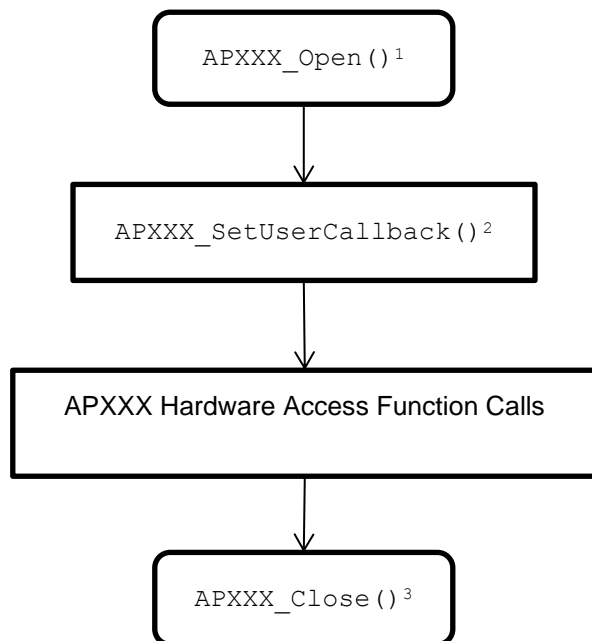 APXXX_Open()¹
APXXX_SetUserCallback()²
APXXX Hardware Access Function Calls
APXXX_Close()³